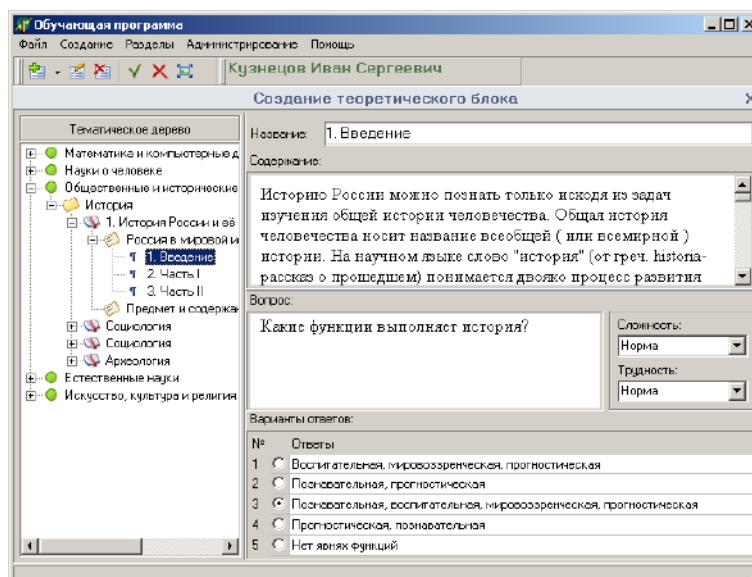 Обучающая программа
Файл Создание Разделы Администрирование Помощь
Кузнецов Иван Сергеевич
Создание теоретического блока
Тематическое дерево
Математика и компьютерные д
Науки о человеке
Общественные и исторические
История
1. История России и её
Россия в мировой и
1. Введение
2. Часть I
3. Часть II
Предмет и содержан
Социология
Социология
Археология
Естественные науки
Искусство, культура и религия
Название: 1. Введение
Содержание:
Историю России можно познать только исходя из задач
изучения общей истории человечества. Общая история
человечества носит название всеобщей ( или всемирной )
истории. На научном языке слово "история" (от греч. historia-
рассказ о прошедшем) понимается двояко процесс развития
Вопрос:
Какие функции выполняет история?
Сложность:
Норма
Трудность:
Норма
Варианты ответов:
№ Ответы
1 Воспитательная, мировоззренческая, прогностическая
2 Познавательная, прогностическая
3 Познавательная, воспитательная, мировоззренческая, прогностическая
4 Прогностическая, познавательная
5 Нет явнях функций